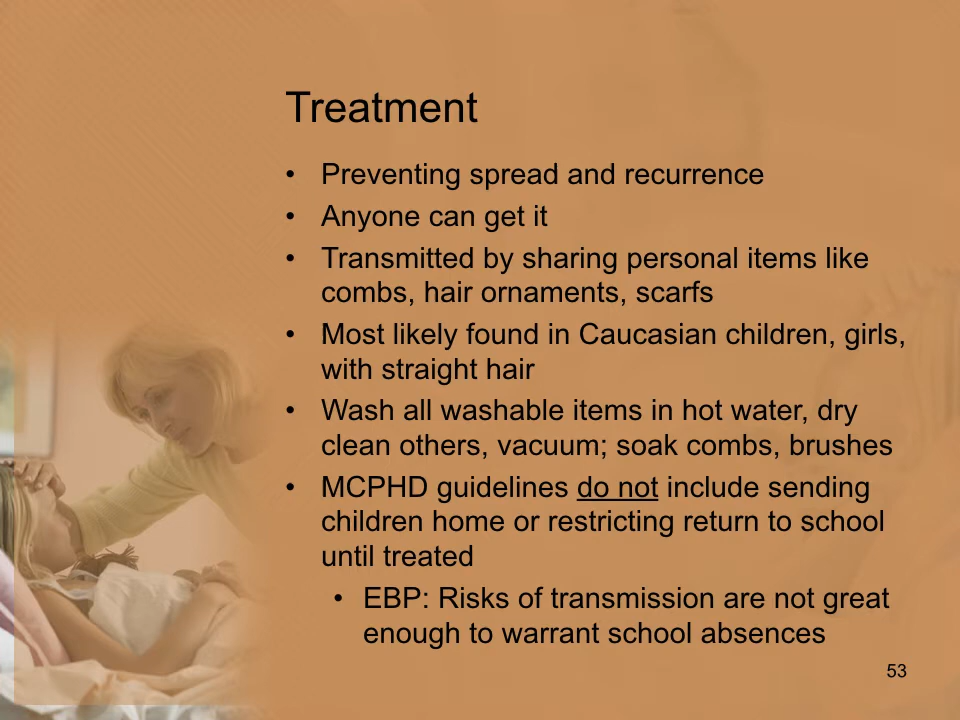 Treatment
• Preventing spread and recurrence
• Anyone can get it
• Transmitted by sharing personal items like
combs, hair ornaments, scarfs
• Most likely found in Caucasian children, girls,
with straight hair
• Wash all washable items in hot water, dry
clean others, vacuum; soak combs, brushes
• MCPHD guidelines do not include sending
children home or restricting return to school
until treated
• EBP: Risks of transmission are not great
enough to warrant school absences
53